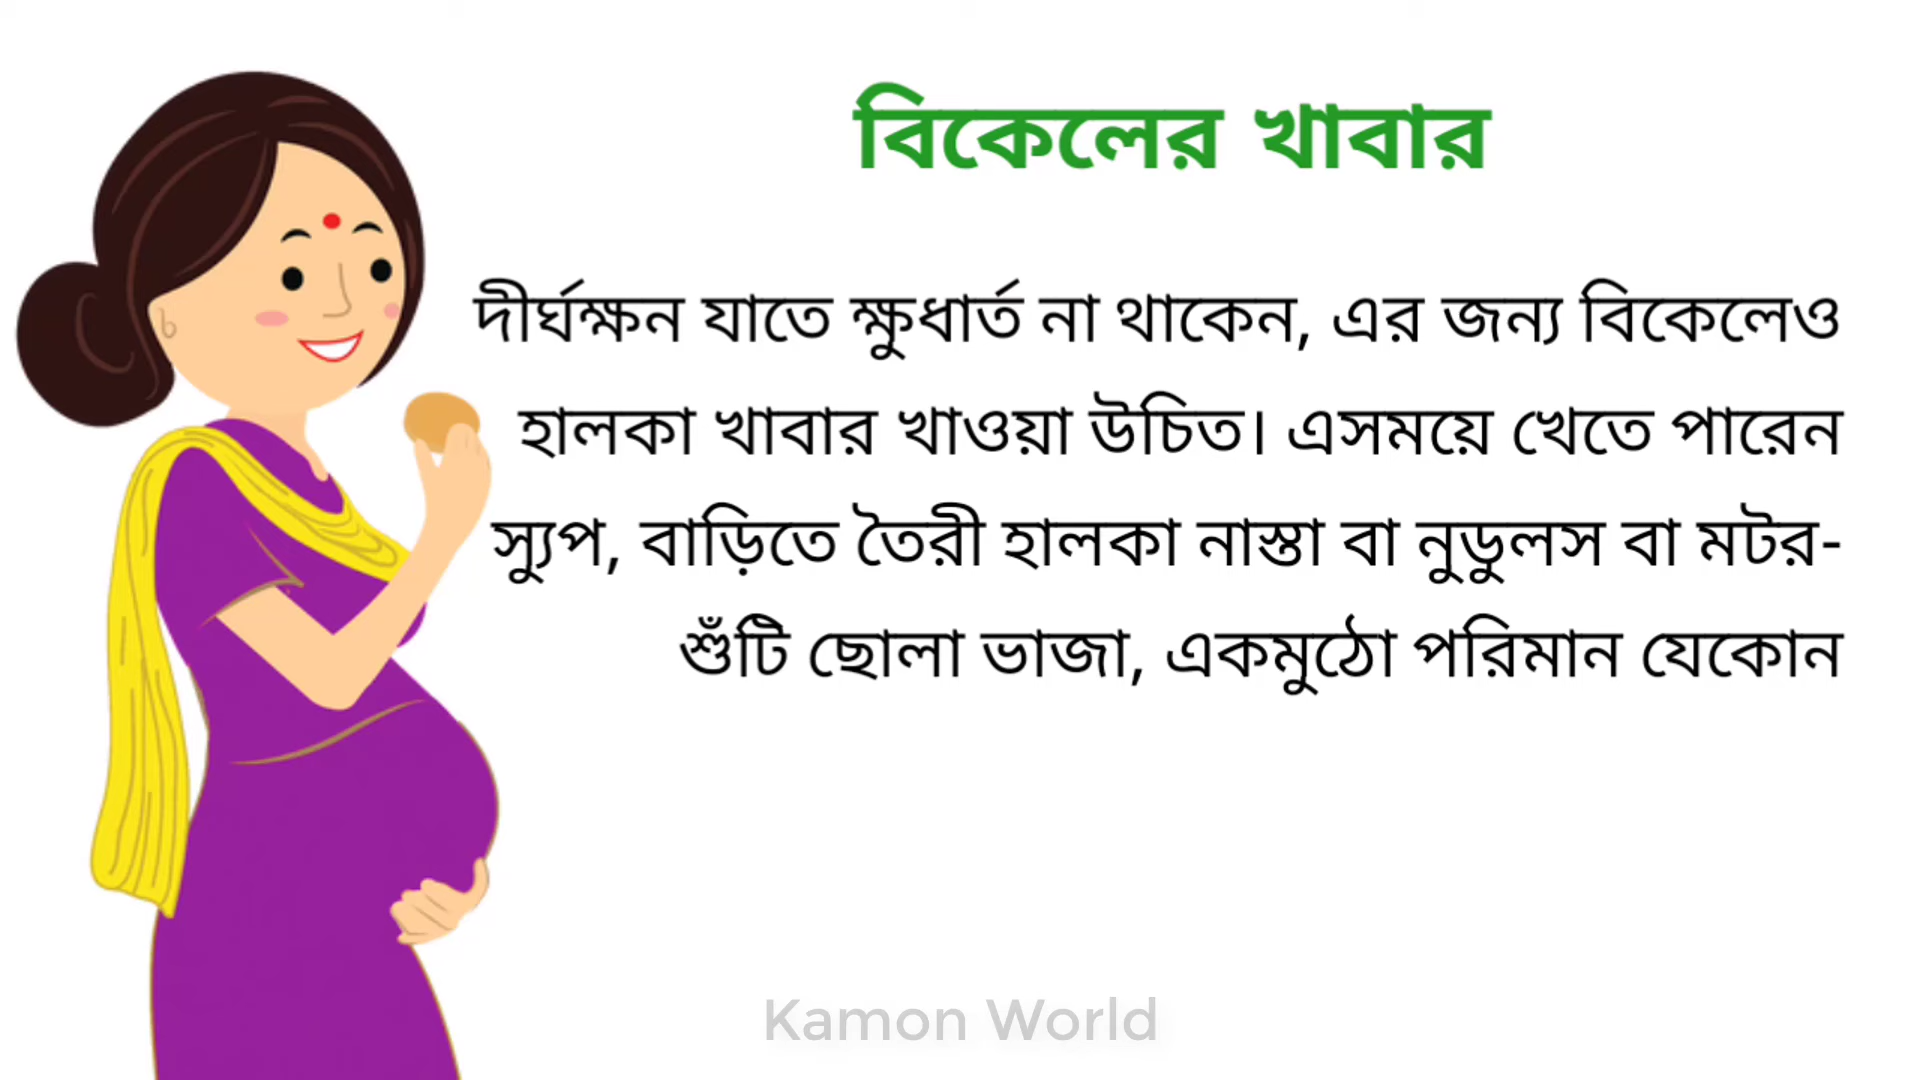 বিকেলের খাবার
দীর্ঘক্ষন যাতে ক্ষুধার্ত না থাকেন, এর জন্য বিকেলেও
হালকা খাবার খাওয়া উচিত। এসময়ে খেতে পারেন
স্যুপ, বাড়িতে তৈরী হালকা নাস্তা বা নুডুলস বা মটর-
শুঁটি ছোলা ভাজা, একমুঠো পরিমান যেকোন
Kamon World